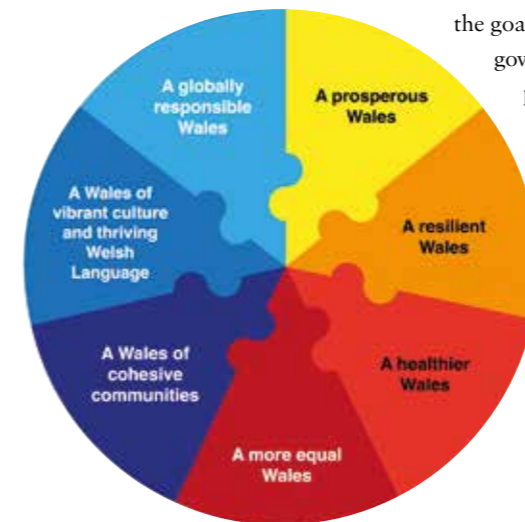 the goa
gov
A globally
responsible
Wales
A prosperous
Wales
A resilient
Wales
A healthier
Wales
A more equal
Wales
A Wales of
cohesive
communities
A Wales of
vibrant culture
and thriving
Welsh
Language